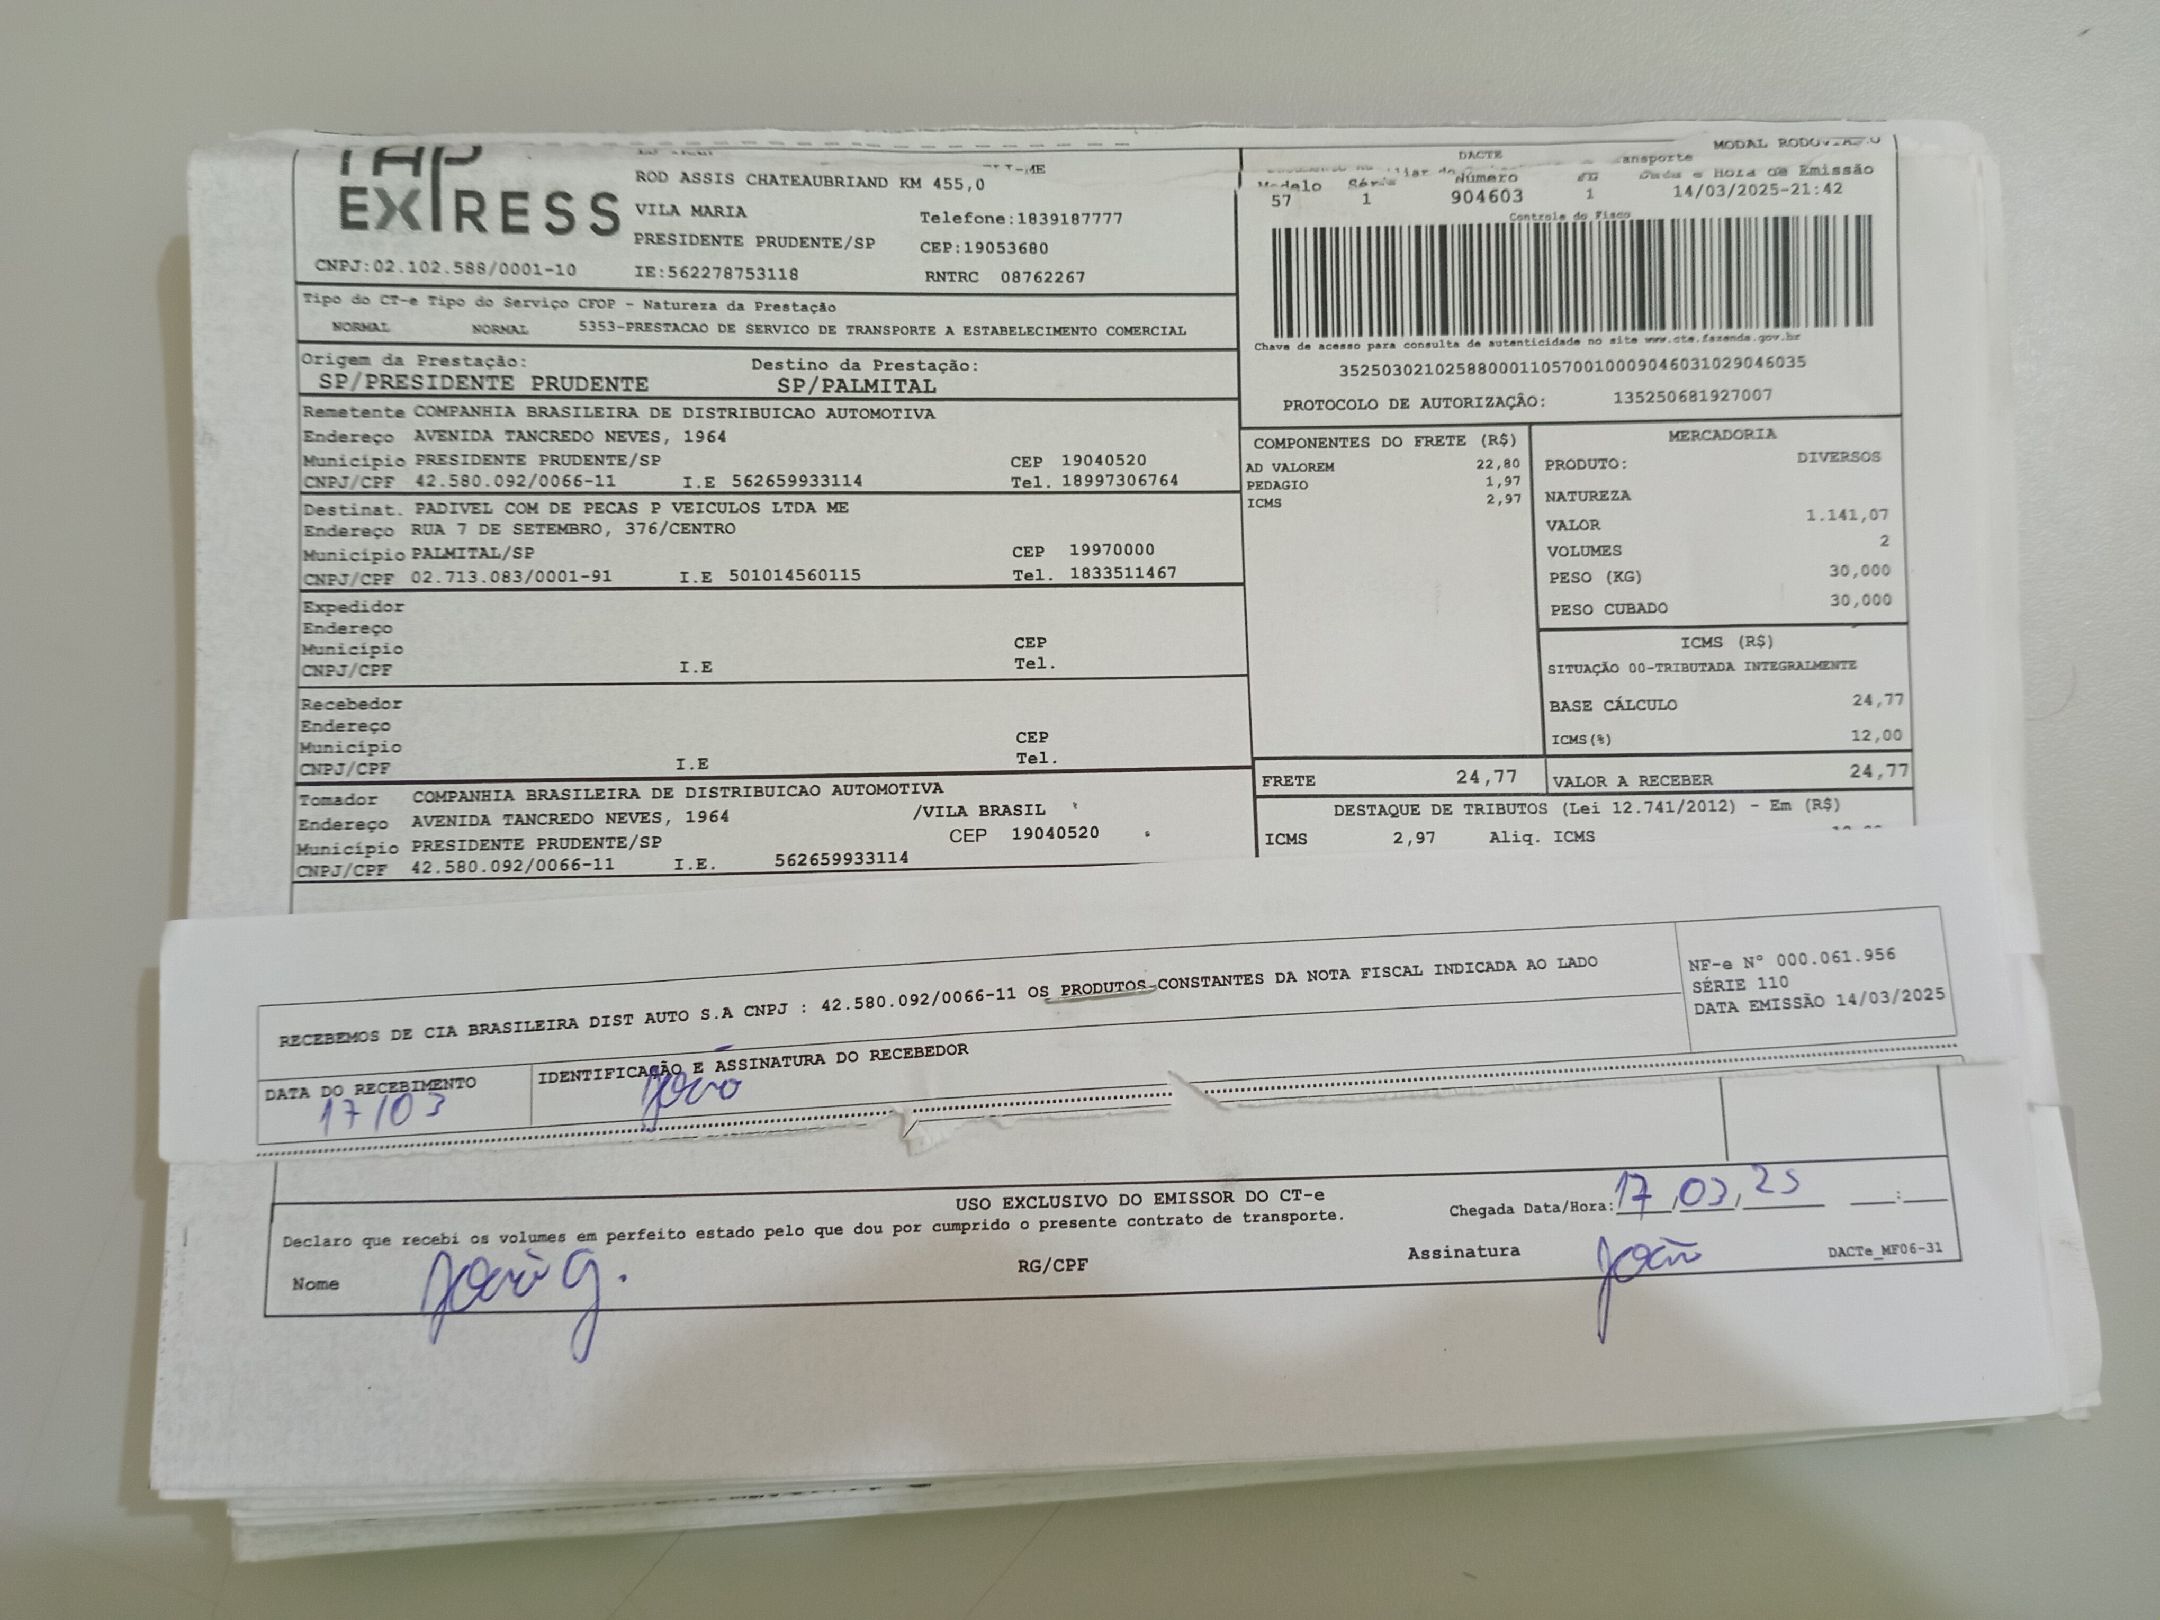 EXPRESS
CNPJ:02.102.588/0001-10
ROD ASSIS CHATEAUBRIAND KM 455,0
VILA MARIA
Telefone:1839187777
PRESIDENTE PRUDENTE/SP
CEP:19053680
IE:562278753118
RNTRC 08762267
DACTE
MODAL
Modelo Série Número
Data e Hora de Emissão
57 1 904603 1 14/03/2025-21:42
Controle do Fisco
Chave de acesso para consulta de autenticidade no site www.cte.fazenda.gov.br
35250302102588000110570010009046031029046035
PROTOCOLO DE AUTORIZAÇÃO: 135250681927007
Tipo do CT-e Tipo do Serviço CFOP - Natureza da Prestação
NORMAL NORMAL 5353-PRESTACAO DE SERVICO DE TRANSPORTE A ESTABELECIMENTO COMERCIAL
Origem da Prestação: Destino da Prestação:
SP/PRESIDENTE PRUDENTE SP/PALMITAL
Remetente COMPANHIA BRASILEIRA DE DISTRIBUICAO AUTOMOTIVA
Endereço AVENIDA TANCREDO NEVES, 1964
Município PRESIDENTE PRUDENTE/SP CEP 19040520
CNPJ/CPF 42.580.092/0066-11 I.E 562659933114 Tel. 18997306764
Destinat. PADIVEL COM DE PECAS P VEICULOS LTDA ME
Endereço RUA 7 DE SETEMBRO, 376/CENTRO
Município PALMITAL/SP CEP 19970000
CNPJ/CPF 02.713.083/0001-91 I.E 501014560115 Tel. 1833511467
Expedidor
Endereço
Município CEP
CNPJ/CPF I.E Tel.
Recebedor
Endereço
Município CEP
CNPJ/CPF I.E Tel.
Tomador COMPANHIA BRASILEIRA DE DISTRIBUICAO AUTOMOTIVA
Endereço AVENIDA TANCREDO NEVES, 1964 /VILA BRASIL
Município PRESIDENTE PRUDENTE/SP CEP 19040520
CNPJ/CPF 42.580.092/0066-11 I.E. 562659933114
COMPONENTES DO FRETE (R$)
AD VALOREM 22,80
PEDAGIO 1,97
ICMS 2,97
MERCADORIA
PRODUTO: DIVERSOS
NATUREZA
VALOR 1.141,07
VOLUMES 2
PESO (KG) 30,000
PESO CUBADO 30,000
ICMS (R$)
SITUAÇÃO 00-TRIBUTADA INTEGRALMENTE
BASE CÁLCULO 24,77
ICMS(%) 12,00
FRETE 24,77 VALOR A RECEBER 24,77
DESTAQUE DE TRIBUTOS (Lei 12.741/2012) - Em (R$)
ICMS 2,97 Aliq. ICMS
RECEBEMOS DE CIA BRASILEIRA DIST AUTO S.A CNPJ : 42.580.092/0066-11 OS PRODUTOS CONSTANTES DA NOTA FISCAL INDICADA AO LADO
NF-e N° 000.061.956
SÉRIE 110
DATA EMISSÃO 14/03/2025
DATA DO RECEBIMENTO IDENTIFICAÇÃO E ASSINATURA DO RECEBEDOR
17/03 João
USO EXCLUSIVO DO EMISSOR DO CT-e
Declaro que recebi os volumes em perfeito estado pelo que dou por cumprido o presente contrato de transporte.
Chegada Data/Hora: 17,03,25 :
Nome João G. RG/CPF Assinatura João DACTe_MF06-31